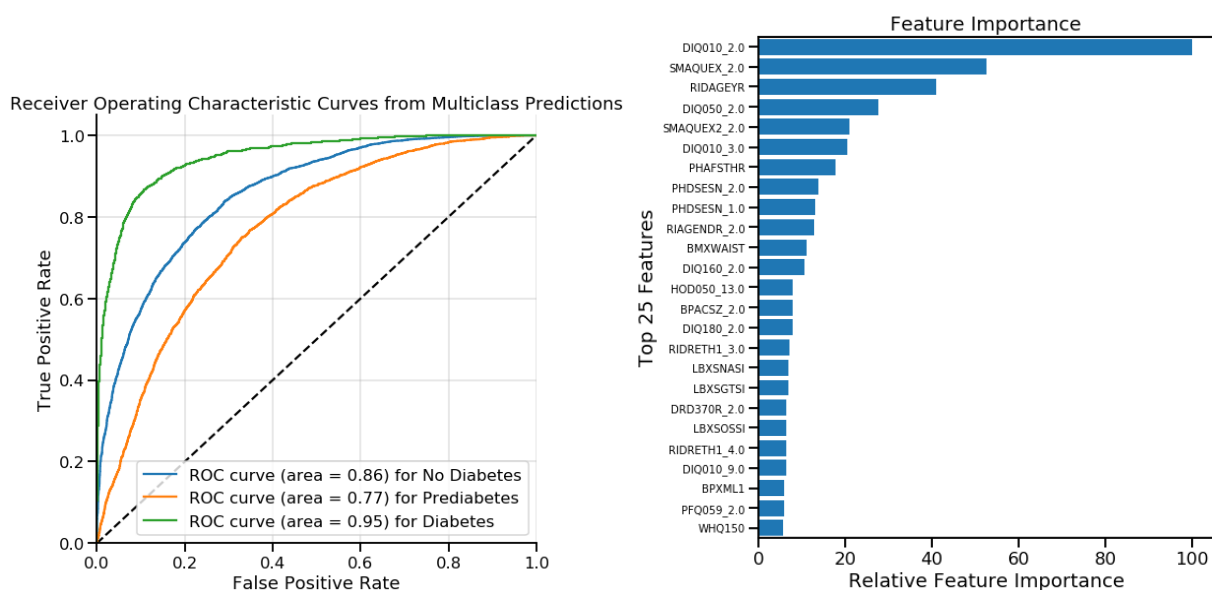 Receiver Operating Characteristic Curves from Multiclass Predictions
True Positive Rate
1.0
0.8
0.6
0.4
0.2
0.0
ROC curve (area = 0.86) for No Diabetes
ROC curve (area = 0.77) for Prediabetes
ROC curve (area = 0.95) for Diabetes
0.0 0.2 0.4 0.6 0.8 1.0
False Positive Rate
Feature Importance
Top 25 Features
DIQ010_2.0
SMAQUEX_2.0
RIDAGEYR
DIQ050_2.0
SMAQUEX2_2.0
DIQ010_3.0
PHAFSTHR
PHDSESN_2.0
PHDSESN_1.0
RIAGENDR_2.0
BMXWAIST
DIQ160_2.0
HOD050_13.0
BPACSZ_2.0
DIQ180_2.0
RIDRETH1_3.0
LBXSNASI
LBXSGTSI
DRD370R_2.0
LBXSOSSI
RIDRETH1_4.0
DIQ010_9.0
BPXML1
PFQ059_2.0
WHQ150
0 20 40 60 80 100
Relative Feature Importance